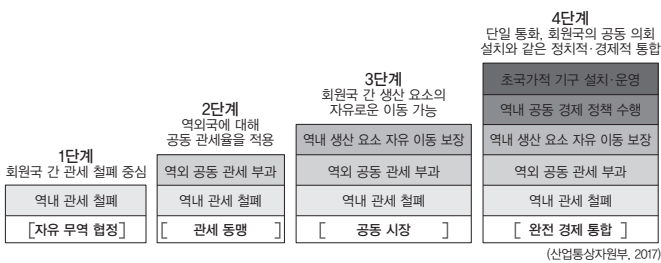 1단계
회원국 간 관세 철폐 중심
역내 관세 철폐
[자유 무역 협정]
2단계
역외국에 대해
공동 관세율을 적용
역외 공동 관세 부과
역내 관세 철폐
[ 관세 동맹 ]
3단계
회원국 간 생산 요소의
자유로운 이동 가능
역내 생산 요소 자유 이동 보장
역외 공동 관세 부과
역내 관세 철폐
[ 공동 시장 ]
4단계
단일 통화, 회원국의 공동 의회
설치와 같은 정치적·경제적 통합
초국가적 기구 설치·운영
역내 공동 경제 정책 수행
역내 생산 요소 자유 이동 보장
역외 공동 관세 부과
역내 관세 철폐
[ 완전 경제 통합 ]
(산업통상자원부, 2017)